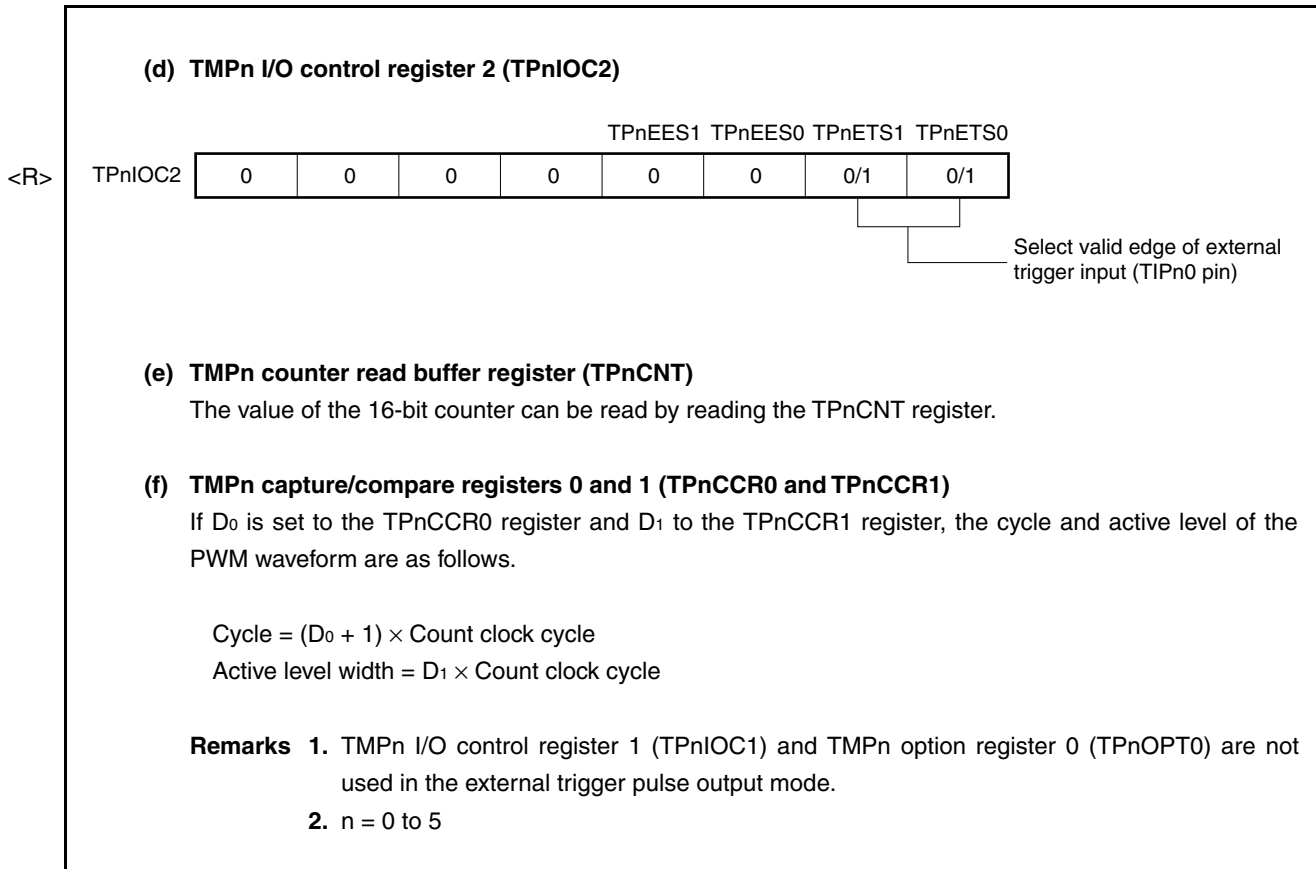 (d) TMPn I/O control register 2 (TPnIOC2)
TPnEES1 TPnEES0 TPnETS1 TPnETS0
<R> TPnIOC2 0 0 0 0 0 0 0/1 0/1
Select valid edge of external
trigger input (TIPn0 pin)
(e) TMPn counter read buffer register (TPnCNT)
The value of the 16-bit counter can be read by reading the TPnCNT register.
(f) TMPn capture/compare registers 0 and 1 (TPnCCR0 and TPnCCR1)
If D0 is set to the TPnCCR0 register and D1 to the TPnCCR1 register, the cycle and active level of the
PWM waveform are as follows.
Cycle = (D0 + 1) × Count clock cycle
Active level width = D1 × Count clock cycle
Remarks 1. TMPn I/O control register 1 (TPnIOC1) and TMPn option register 0 (TPnOPT0) are not
used in the external trigger pulse output mode.
2. n = 0 to 5